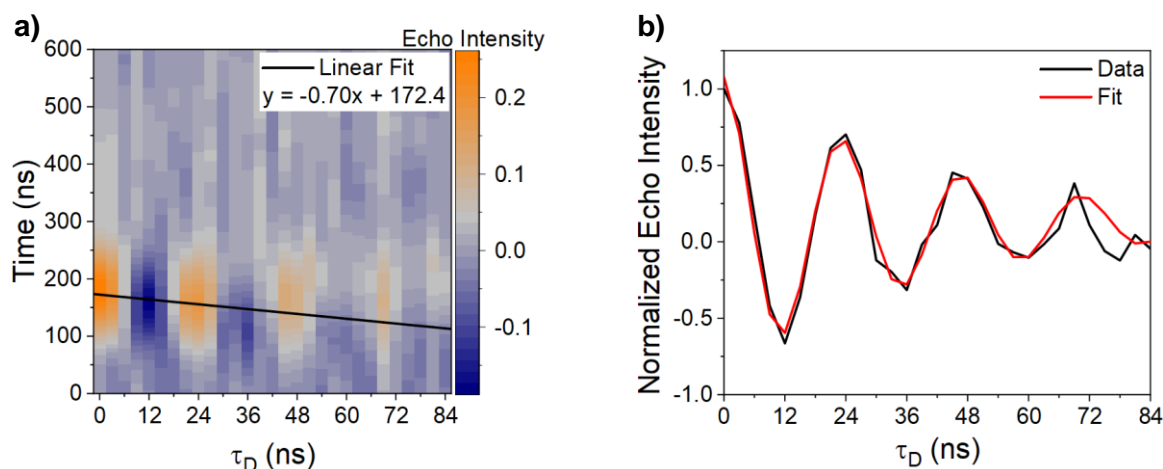 a)
Echo Intensity
Linear Fit
y = -0.70x + 172.4
600
500
400
300
200
100
0
Time (ns)
0 12 24 36 48 60 72 84
τD (ns)
0.2
0.1
0.0
-0.1
b)
Data
Fit
1.0
0.5
0.0
-0.5
-1.0
Normalized Echo Intensity
0 12 24 36 48 60 72 84
τD (ns)